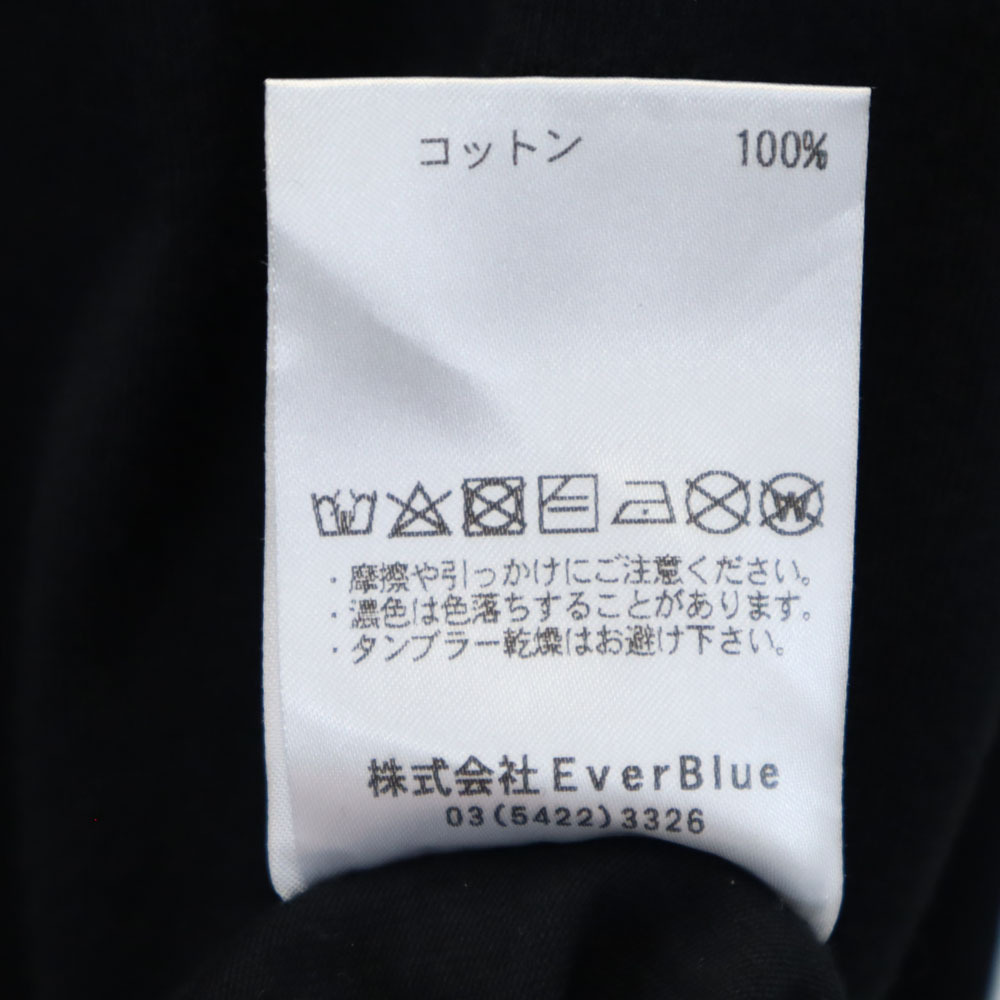 コットン 100%
・摩擦や引っかけにご注意ください。
・濃色は色落ちすることがあります。
・タンブラー乾燥はお避け下さい。
株式会社EverBlue
03(5422)3326